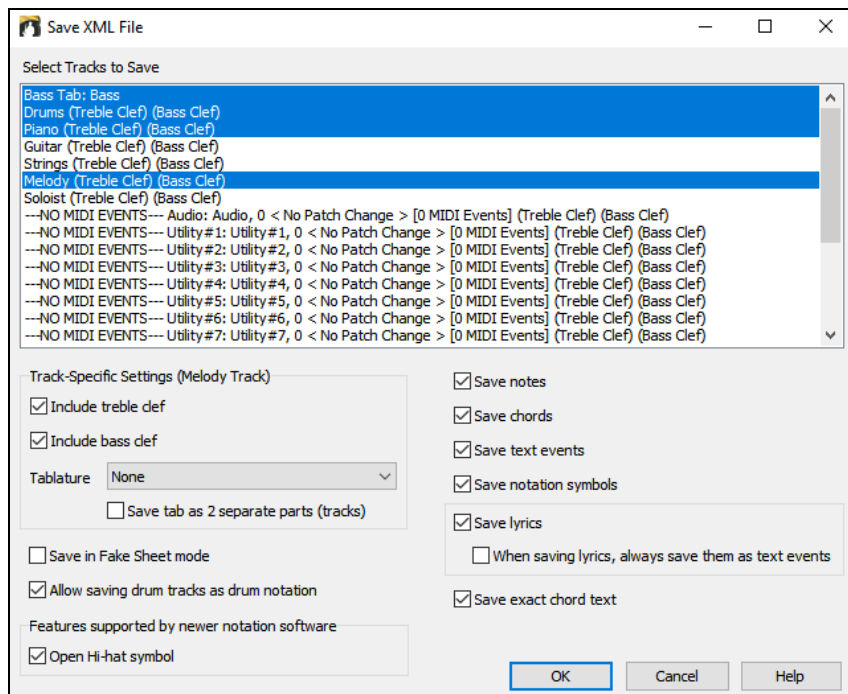 Save XML File
Select Tracks to Save
Bass Tab: Bass
Drums (Treble Clef) (Bass Clef)
Piano (Treble Clef) (Bass Clef)
Guitar (Treble Clef) (Bass Clef)
Strings (Treble Clef) (Bass Clef)
Melody (Treble Clef) (Bass Clef)
Soloist (Treble Clef) (Bass Clef)
---NO MIDI EVENTS--- Audio: Audio, 0 < No Patch Change > [0 MIDI Events] (Treble Clef) (Bass Clef)
---NO MIDI EVENTS--- Utility#1: Utility#1, 0 < No Patch Change > [0 MIDI Events] (Treble Clef) (Bass Clef)
---NO MIDI EVENTS--- Utility#2: Utility#2, 0 < No Patch Change > [0 MIDI Events] (Treble Clef) (Bass Clef)
---NO MIDI EVENTS--- Utility#3: Utility#3, 0 < No Patch Change > [0 MIDI Events] (Treble Clef) (Bass Clef)
---NO MIDI EVENTS--- Utility#4: Utility#4, 0 < No Patch Change > [0 MIDI Events] (Treble Clef) (Bass Clef)
---NO MIDI EVENTS--- Utility#5: Utility#5, 0 < No Patch Change > [0 MIDI Events] (Treble Clef) (Bass Clef)
---NO MIDI EVENTS--- Utility#6: Utility#6, 0 < No Patch Change > [0 MIDI Events] (Treble Clef) (Bass Clef)
---NO MIDI EVENTS--- Utility#7: Utility#7, 0 < No Patch Change > [0 MIDI Events] (Treble Clef) (Bass Clef)
Track-Specific Settings (Melody Track)
Include treble clef
Include bass clef
Tablature None
Save tab as 2 separate parts (tracks)
Save in Fake Sheet mode
Allow saving drum tracks as drum notation
Features supported by newer notation software
Open Hi-hat symbol
Save notes
Save chords
Save text events
Save notation symbols
Save lyrics
When saving lyrics, always save them as text events
Save exact chord text
OK Cancel Help